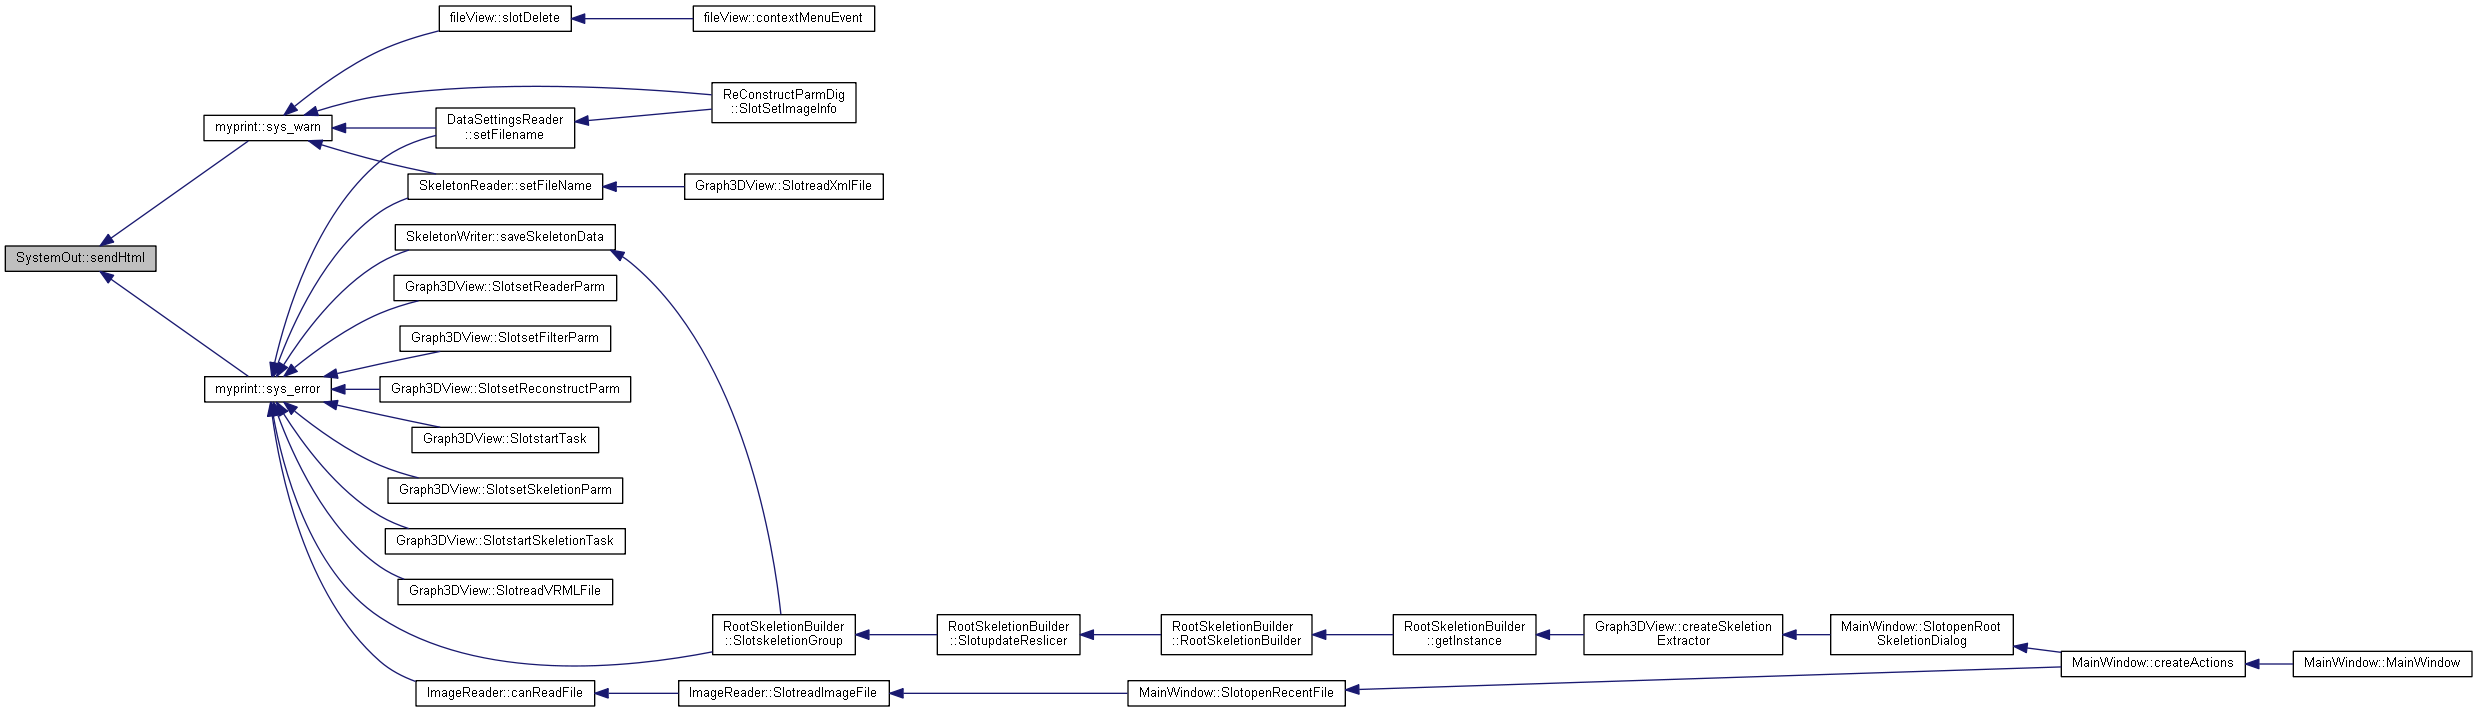 fileView::slotDelete
fileView::contextMenuEvent
ReConstructParmDig
::SlotSetImageInfo
myprint::sys_warn
DataSettingsReader
::setFilename
SkeletonReader::setFileName
Graph3DView::SlotreadXmlFile
SkeletonWriter::saveSkeletonData
SystemOut::sendHtml
Graph3DView::SlotsetReaderParm
Graph3DView::SlotsetFilterParm
myprint::sys_error
Graph3DView::SlotsetReconstructParm
Graph3DView::SlotstartTask
Graph3DView::SlotsetSkeletionParm
Graph3DView::SlotstartSkeletionTask
Graph3DView::SlotreadVRMLFile
RootSkeletionBuilder
::SlotskeletionGroup
RootSkeletionBuilder
::SlotupdateReslicer
RootSkeletionBuilder
::RootSkeletionBuilder
RootSkeletionBuilder
::getInstance
Graph3DView::createSkeletion
Extractor
MainWindow::SlotopenRoot
SkeletionDialog
MainWindow::createActions
MainWindow::MainWindow
ImageReader::canReadFile
ImageReader::SlotreadImageFile
MainWindow::SlotopenRecentFile